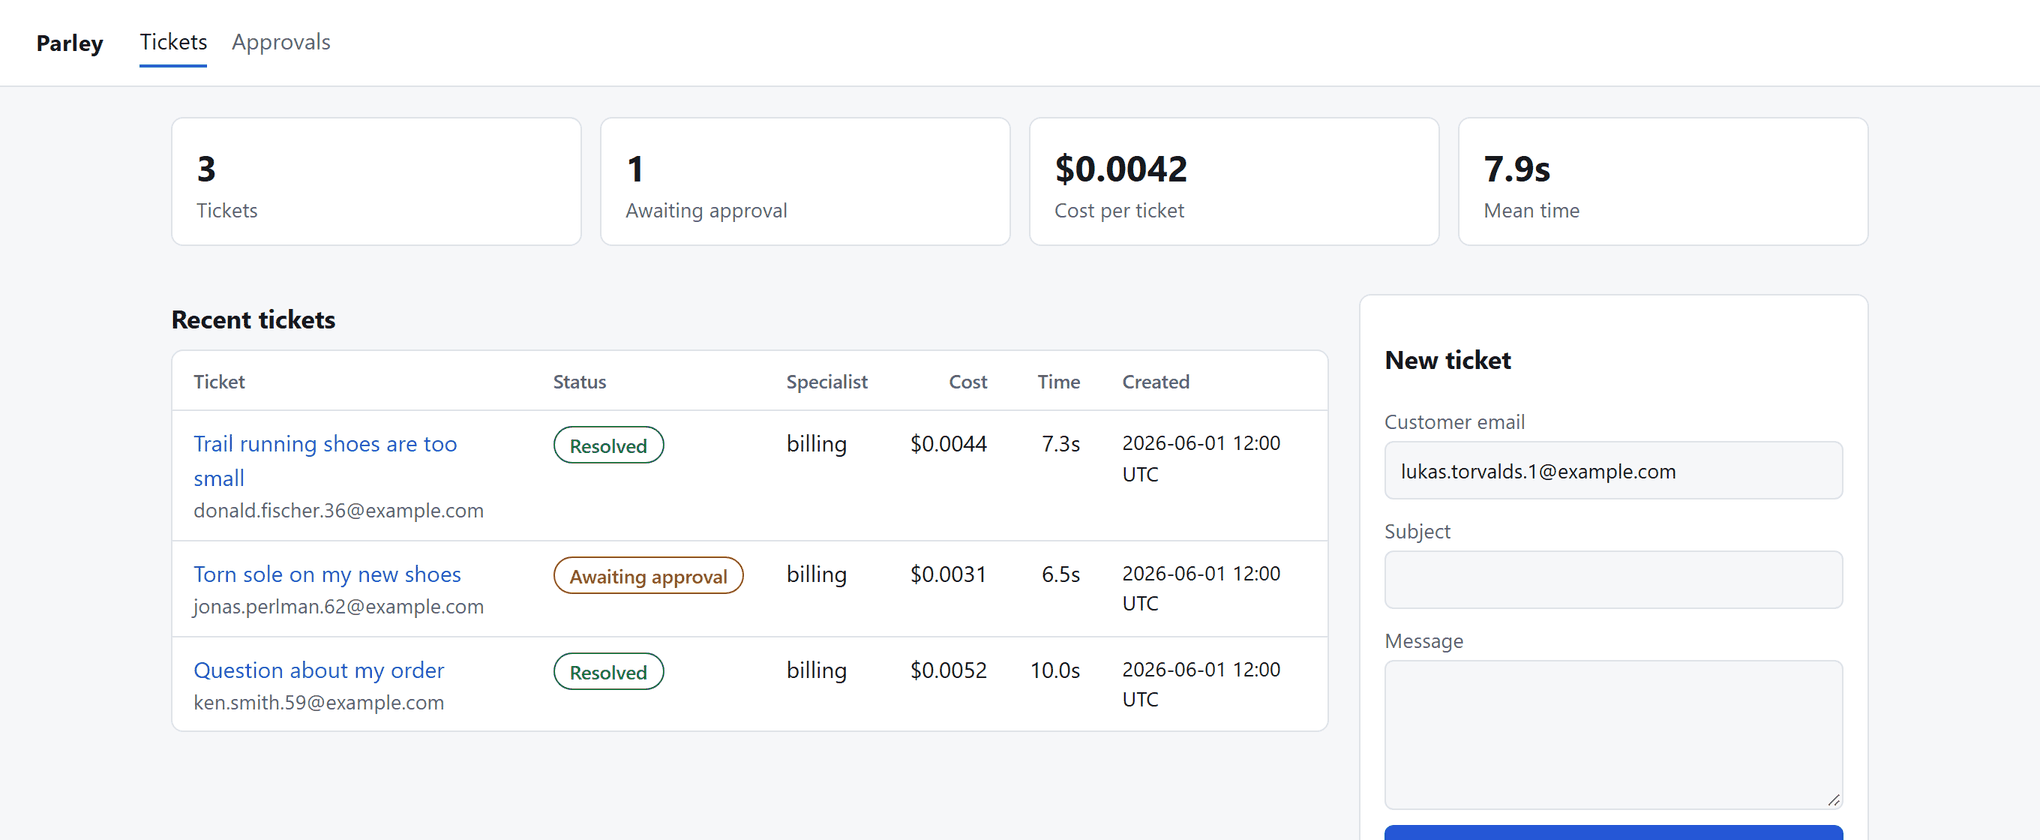 Parley Tickets Approvals
3
Tickets
1
Awaiting approval
$0.0042
Cost per ticket
7.9s
Mean time
Recent tickets
Ticket Status Specialist Cost Time Created
Trail running shoes are too
small
donald.fischer.36@example.com
Resolved
billing
$0.0044
7.3s
2026-06-01 12:00
UTC
Torn sole on my new shoes
jonas.perlman.62@example.com
Awaiting approval
billing
$0.0031
6.5s
2026-06-01 12:00
UTC
Question about my order
ken.smith.59@example.com
Resolved
billing
$0.0052
10.0s
2026-06-01 12:00
UTC
New ticket
Customer email
lukas.torvalds.1@example.com
Subject
Message